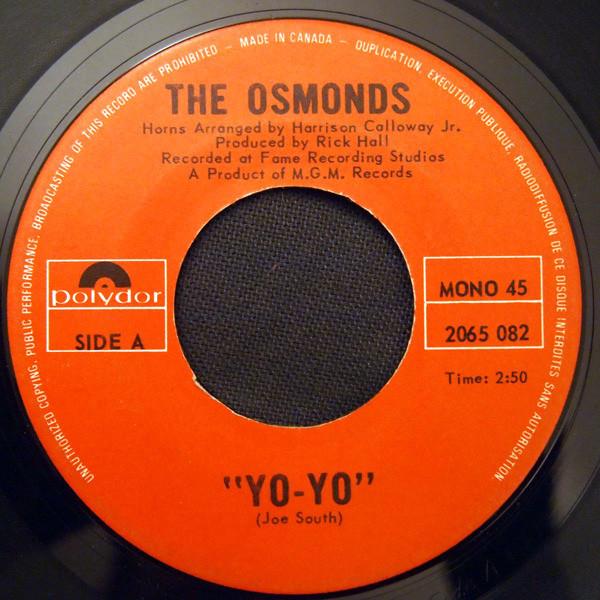 UNAUTHORIZED COPYING, PUBLIC PERFORMANCE, BROADCASTING OF THIS RECORD ARE PROHIBITED – MADE IN CANADA – DUPLICATION, EXECUTION PUBLIQUE, RADIODIFFUSION DE CE DISQUE INTERDITES SANS AUTORISATION.
THE OSMONDS
Horns Arranged by Harrison Calloway Jr.
Produced by Rick Hall
Recorded at Fame Recording Studios
A Product of M.G.M. Records
polydor
SIDE A
MONO 45
2065 082
Time: 2:50
"YO-YO"
(Joe South)